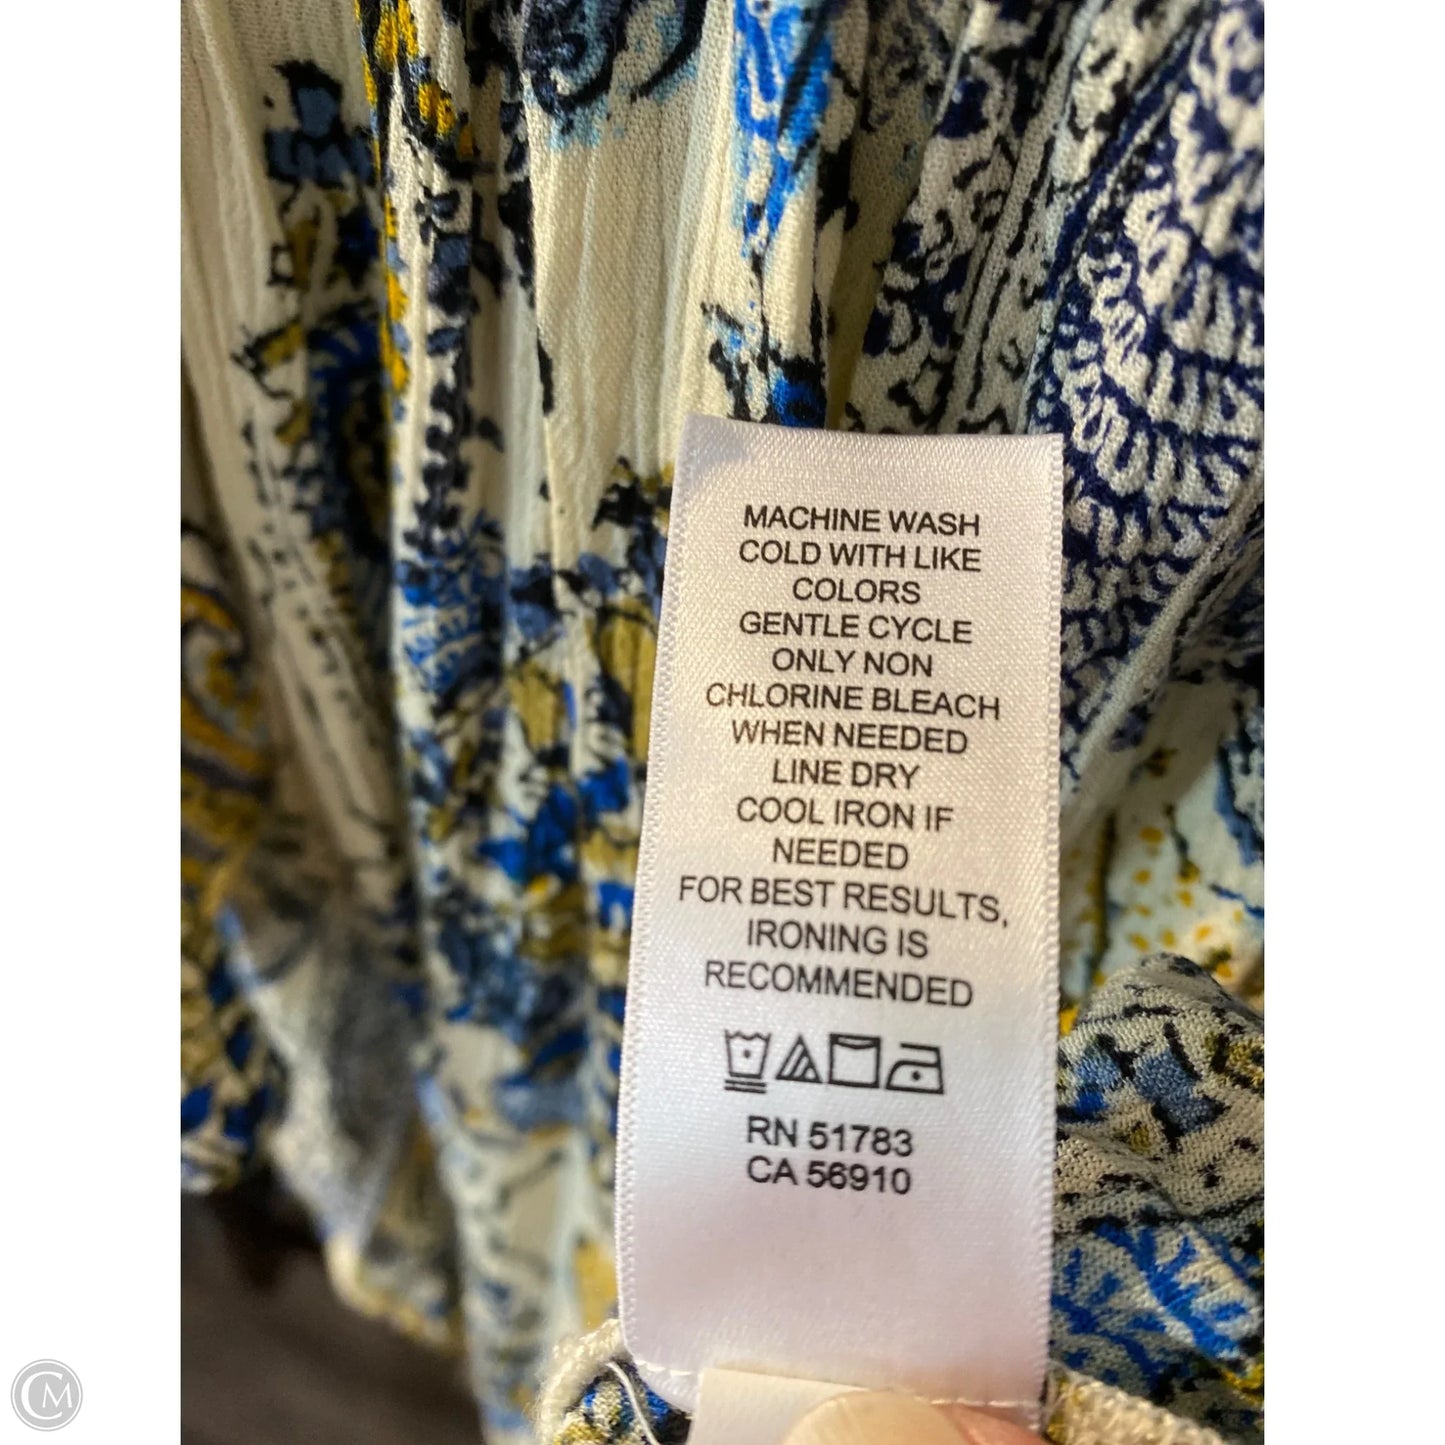 MACHINE WASH
COLD WITH LIKE
COLORS
GENTLE CYCLE
ONLY NON
CHLORINE BLEACH
WHEN NEEDED
LINE DRY
COOL IRON IF
NEEDED
FOR BEST RESULTS,
IRONING IS
RECOMMENDED
RN 51783
CA 56910
CM